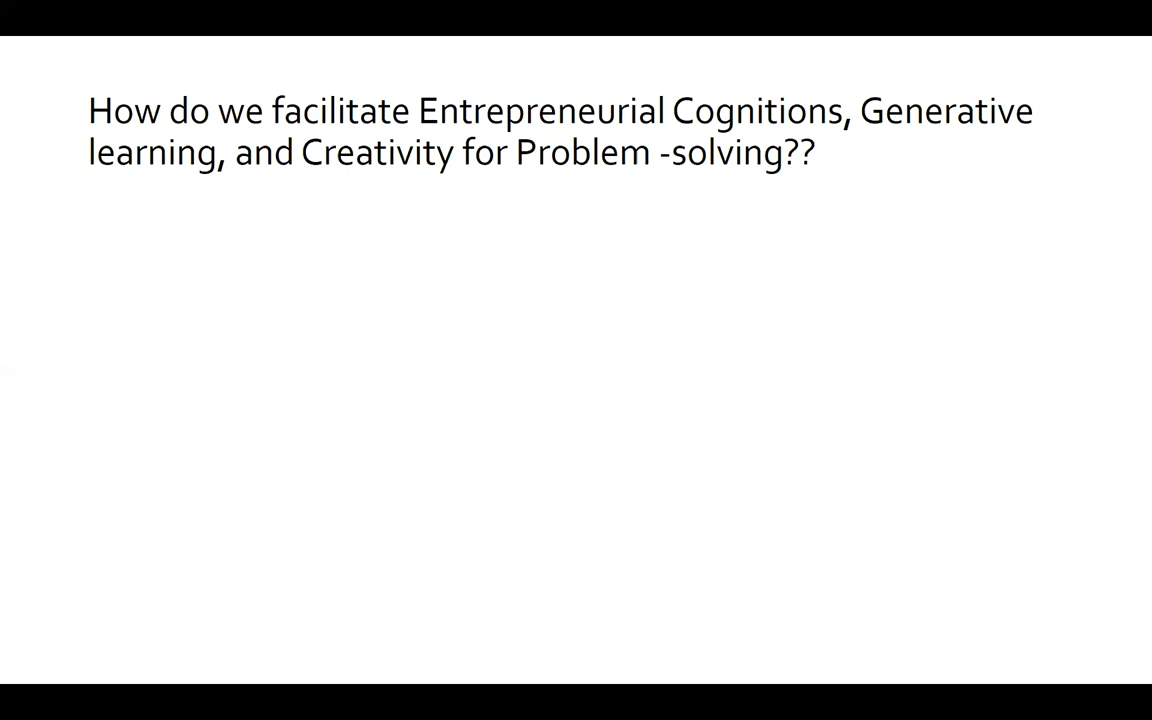 How do we facilitate Entrepreneurial Cognitions, Generative
learning, and Creativity for Problem -solving??